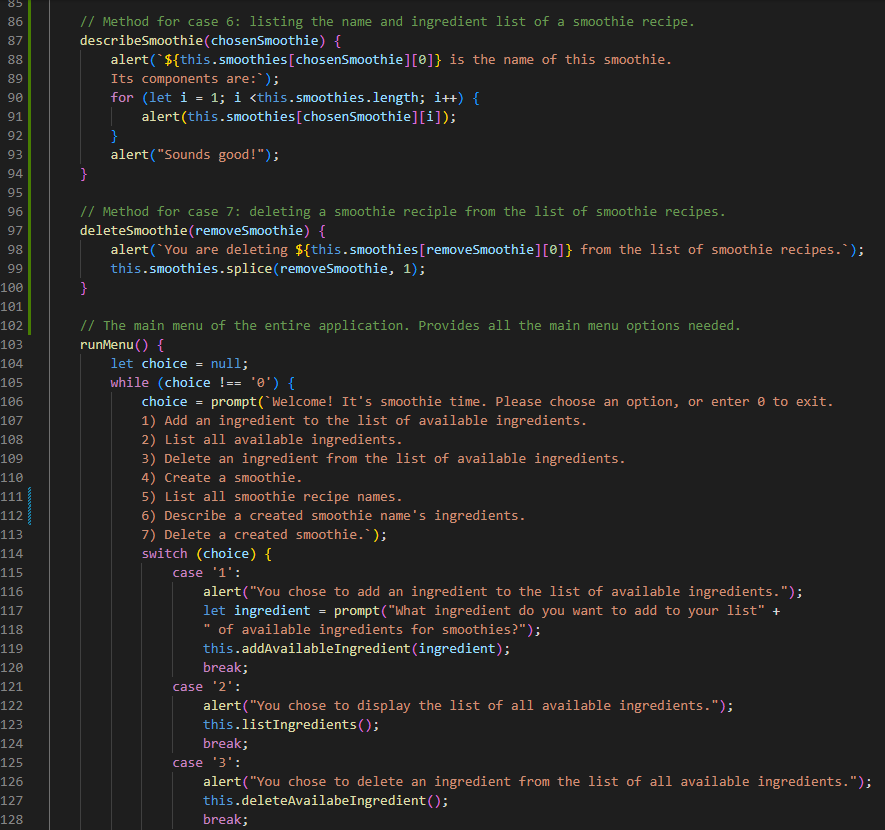 85
86 // Method for case 6: listing the name and ingredient list of a smoothie recipe.
87 describeSmoothie(chosenSmoothie) {
88 alert(`${this.smoothies[chosenSmoothie][0]} is the name of this smoothie.
89 Its components are:`);
90 for (let i = 1; i <this.smoothies.length; i++) {
91 alert(this.smoothies[chosenSmoothie][i]);
92 }
93 alert("Sounds good!");
94 }
95
96 // Method for case 7: deleting a smoothie reciple from the list of smoothie recipes.
97 deleteSmoothie(removeSmoothie) {
98 alert(`You are deleting ${this.smoothies[removeSmoothie][0]} from the list of smoothie recipes.`);
99 this.smoothies.splice(removeSmoothie, 1);
100 }
101
102 // The main menu of the entire application. Provides all the main menu options needed.
103 runMenu() {
104 let choice = null;
105 while (choice !== '0') {
106 choice = prompt(`Welcome! It's smoothie time. Please choose an option, or enter 0 to exit.
107 1) Add an ingredient to the list of available ingredients.
108 2) List all available ingredients.
109 3) Delete an ingredient from the list of available ingredients.
110 4) Create a smoothie.
111 5) List all smoothie recipe names.
112 6) Describe a created smoothie name's ingredients.
113 7) Delete a created smoothie.`);
114 switch (choice) {
115 case '1':
116 alert("You chose to add an ingredient to the list of available ingredients.");
117 let ingredient = prompt("What ingredient do you want to add to your list" +
118 " of available ingredients for smoothies?");
119 this.addAvailableIngredient(ingredient);
120 break;
121 case '2':
122 alert("You chose to display the list of all available ingredients.");
123 this.listIngredients();
124 break;
125 case '3':
126 alert("You chose to delete an ingredient from the list of all available ingredients.");
127 this.deleteAvailabeIngredient();
128 break;